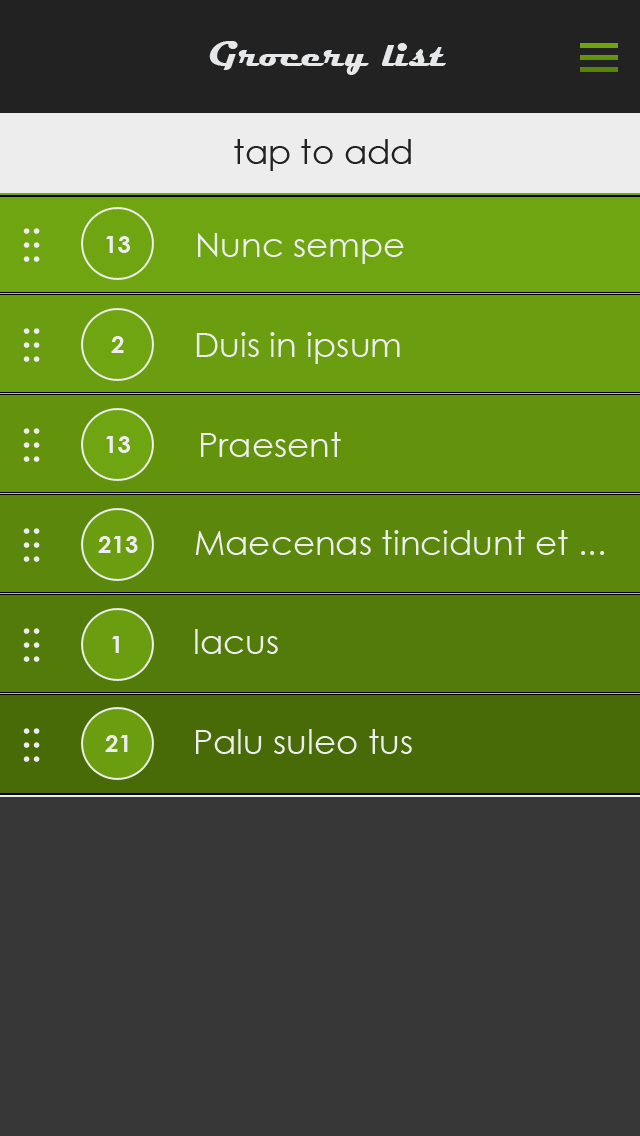 Grocery list
tap to add
13 Nunc sempe
2 Duis in ipsum
13 Praesent
213 Maecenas tincidunt et ...
1 lacus
21 Palu suleo tus